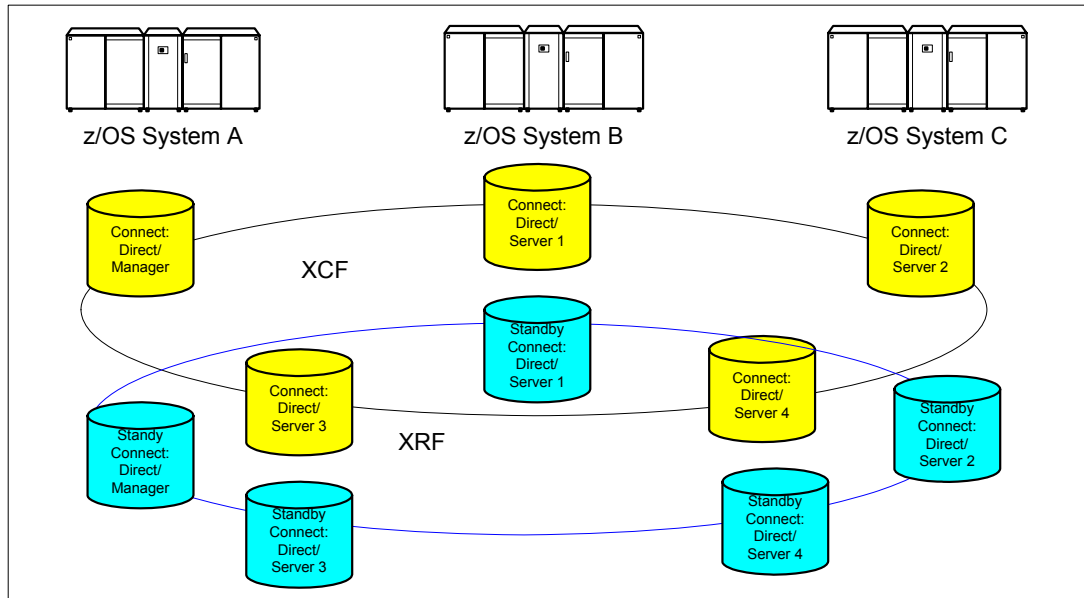 z/OS System A
z/OS System B
z/OS System C
Connect:
Direct/
Manager
Connect:
Direct/
Server 1
Connect:
Direct/
Server 2
XCF
Standby
Connect:
Direct/
Server 1
Connect:
Direct/
Server 3
Connect:
Direct/
Server 4
XRF
Standy
Connect:
Direct/
Manager
Standby
Connect:
Direct/
Server 2
Standby
Connect:
Direct/
Server 3
Standby
Connect:
Direct/
Server 4